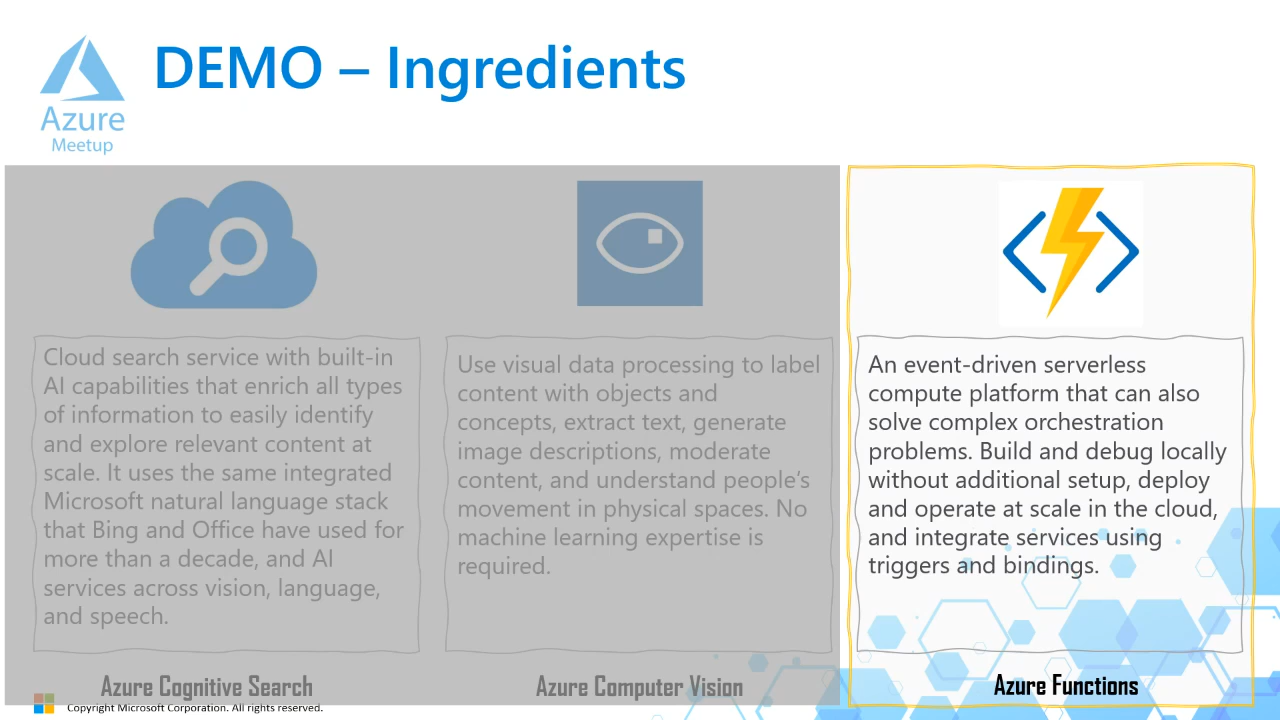 DEMO – Ingredients
Azure
Meetup
Cloud search service with built-in
AI capabilities that enrich all types
of information to easily identify
and explore relevant content at
scale. It uses the same integrated
Microsoft natural language stack
that Bing and Office have used for
more than a decade, and AI
services across vision, language,
and speech.
Azure Cognitive Search
Use visual data processing to label
content with objects and
concepts, extract text, generate
image descriptions, moderate
content, and understand people’s
movement in physical spaces. No
machine learning expertise is
required.
Azure Computer Vision
An event-driven serverless
compute platform that can also
solve complex orchestration
problems. Build and debug locally
without additional setup, deploy
and operate at scale in the cloud,
and integrate services using
triggers and bindings.
Azure Functions
Copyright Microsoft Corporation. All rights reserved.